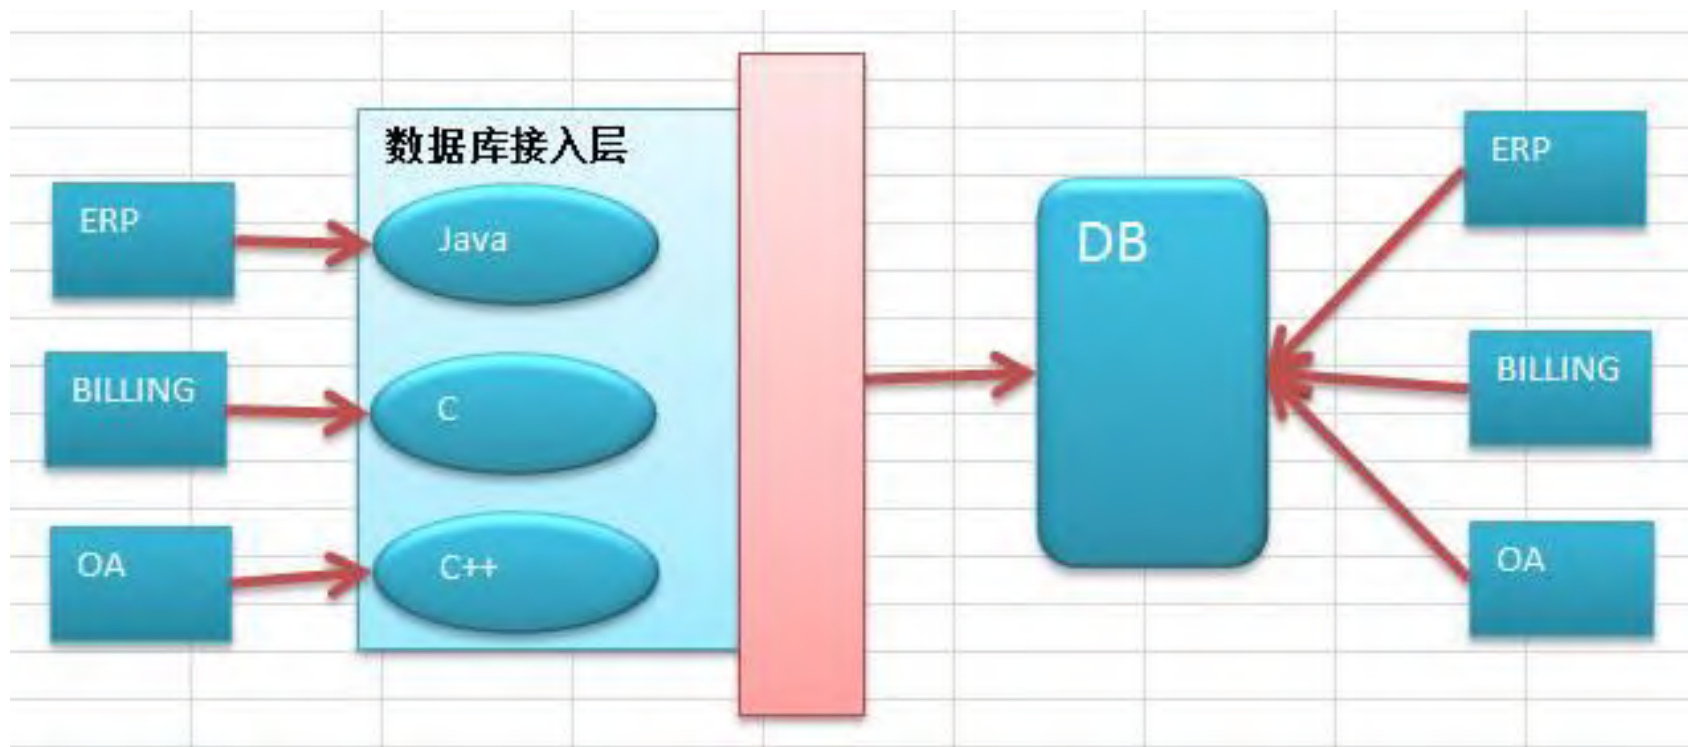 数据库接入层
ERP
Java
BILLING
C
OA
C++
DB
ERP
BILLING
OA